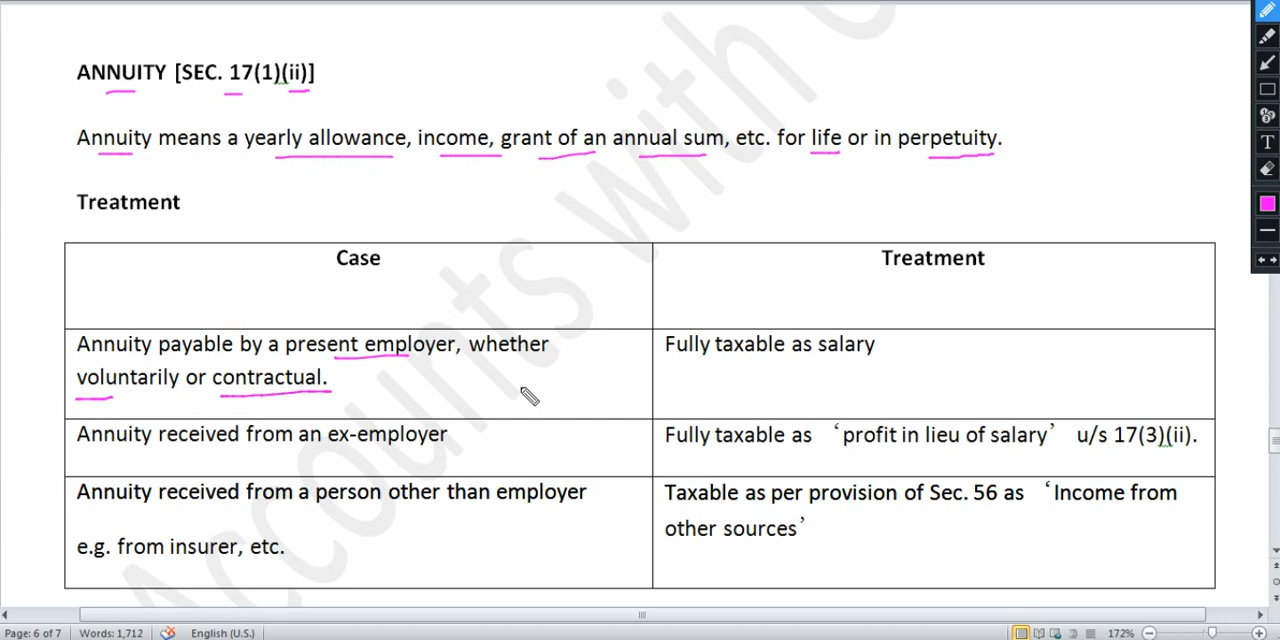 ANNUITY [SEC. 17(1)(ii)]
Annuity means a yearly allowance, income, grant of an annual sum, etc. for life or in perpetuity.
Treatment
Case
Treatment
Annuity payable by a present employer, whether
voluntarily or contractual.
Fully taxable as salary
Annuity received from an ex-employer
Fully taxable as ‘profit in lieu of salary’ u/s 17(3)(ii).
Annuity received from a person other than employer
e.g. from insurer, etc.
Taxable as per provision of Sec. 56 as ‘Income from
other sources’
Accounts with
Page: 6 of 7
Words: 1,712
English (U.S.)
172%